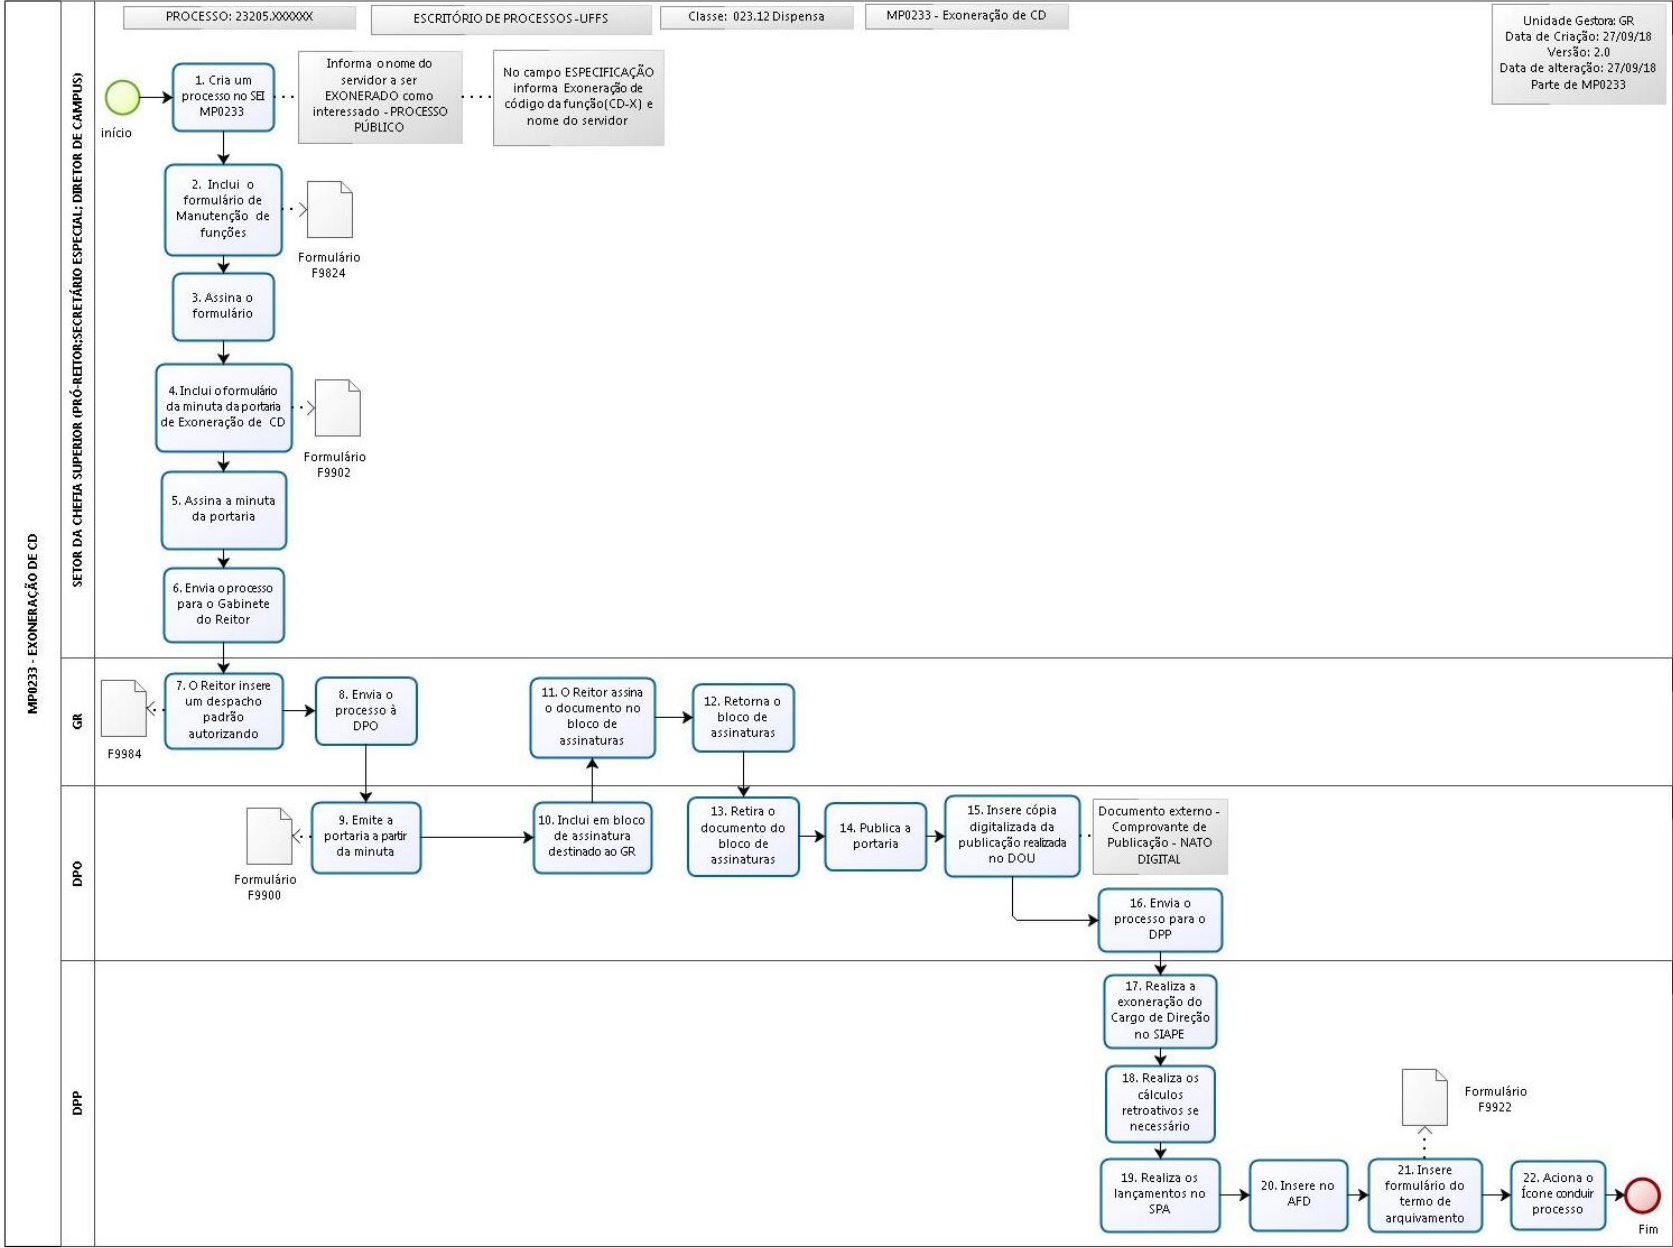 PROCESSO: 23205.XXXXXX
ESCRITÓRIO DE PROCESSOS -UFFS
Classe: 023.12 Dispensa
MP0233 - Exoneração de CD
Unidade Gestora: GR
Data de Criação: 27/09/18
Versão: 2.0
Data de alteração: 27/09/18
Parte de MP0233
MP0233 - EXONERAÇÃO DE CD
SETOR DA CHEFIA SUPERIOR (PRÓ-REITOR;SECRETÁRIO ESPECIAL; DIRETOR DE CAMPUS)
início
1. Cria um
processo no SEI
MP0233
Informa o nome do
servidor a ser
EXONERADO como
interessado - PROCESSO
PÚBLICO
No campo ESPECIFICAÇÃO
informa Exoneração de
código da função(CD-X) e
nome do servidor
2. Inclui o
formulário de
Manutenção de
funções
Formulário
F9824
3. Assina o
formulário
4. Inclui o formulário
da minuta da portaria
de Exoneração de CD
Formulário
F9902
5. Assina a minuta
da portaria
6. Envia o processo
para o Gabinete
do Reitor
GR
7. O Reitor insere
um despacho
padrão
autorizando
F9984
8. Envia o
processo à
DPO
11. O Reitor assina
o documento no
bloco de
assinaturas
12. Retorna o
bloco de
assinaturas
DPO
9. Emite a
portaria a partir
da minuta
Formulário
F9900
10. Inclui em bloco
de assinatura
destinado ao GR
13. Retira o
documento do
bloco de
assinaturas
14. Publica a
portaria
15. Insere cópia
digitalizada da
publicação realizada
no DOU
Documento externo -
Comprovante de
Publicação - NATO
DIGITAL
16. Envia o
processo para o
DPP
DPP
17. Realiza a
exoneração do
Cargo de Direção
no SIAPE
18. Realiza os
cálculos
retroativos se
necessário
19. Realiza os
lançamentos no
SPA
20. Insere no
AFD
21. Insere
formulário do
termo de
arquivamento
Formulário
F9922
22. Aciona o
Ícone concluir
processo
Fim